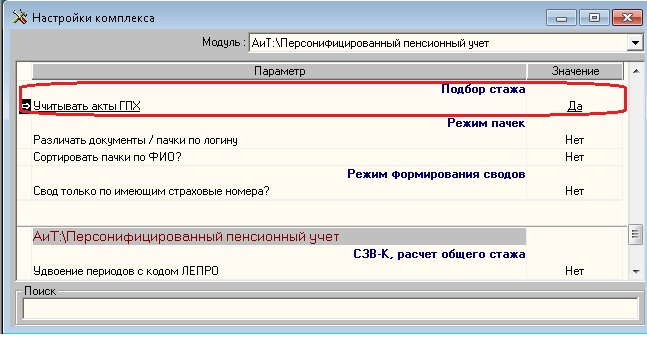 Настройки комплекса
Модуль : АиТ:\Персонифицированный пенсионный учет
Параметр Значение
Подбор стажа
Учитывать акты ГПХ Да
Режим пачек
Различать документы / пачки по логину Нет
Сортировать пачки по ФИО? Нет
Режим формирования сводов
Свод только по имеющим страховые номера? Нет
АиТ:\Персонифицированный пенсионный учет
СЗВ-К, расчет общего стажа
Удвоение периодов с кодом ЛЕПРО Нет
Поиск